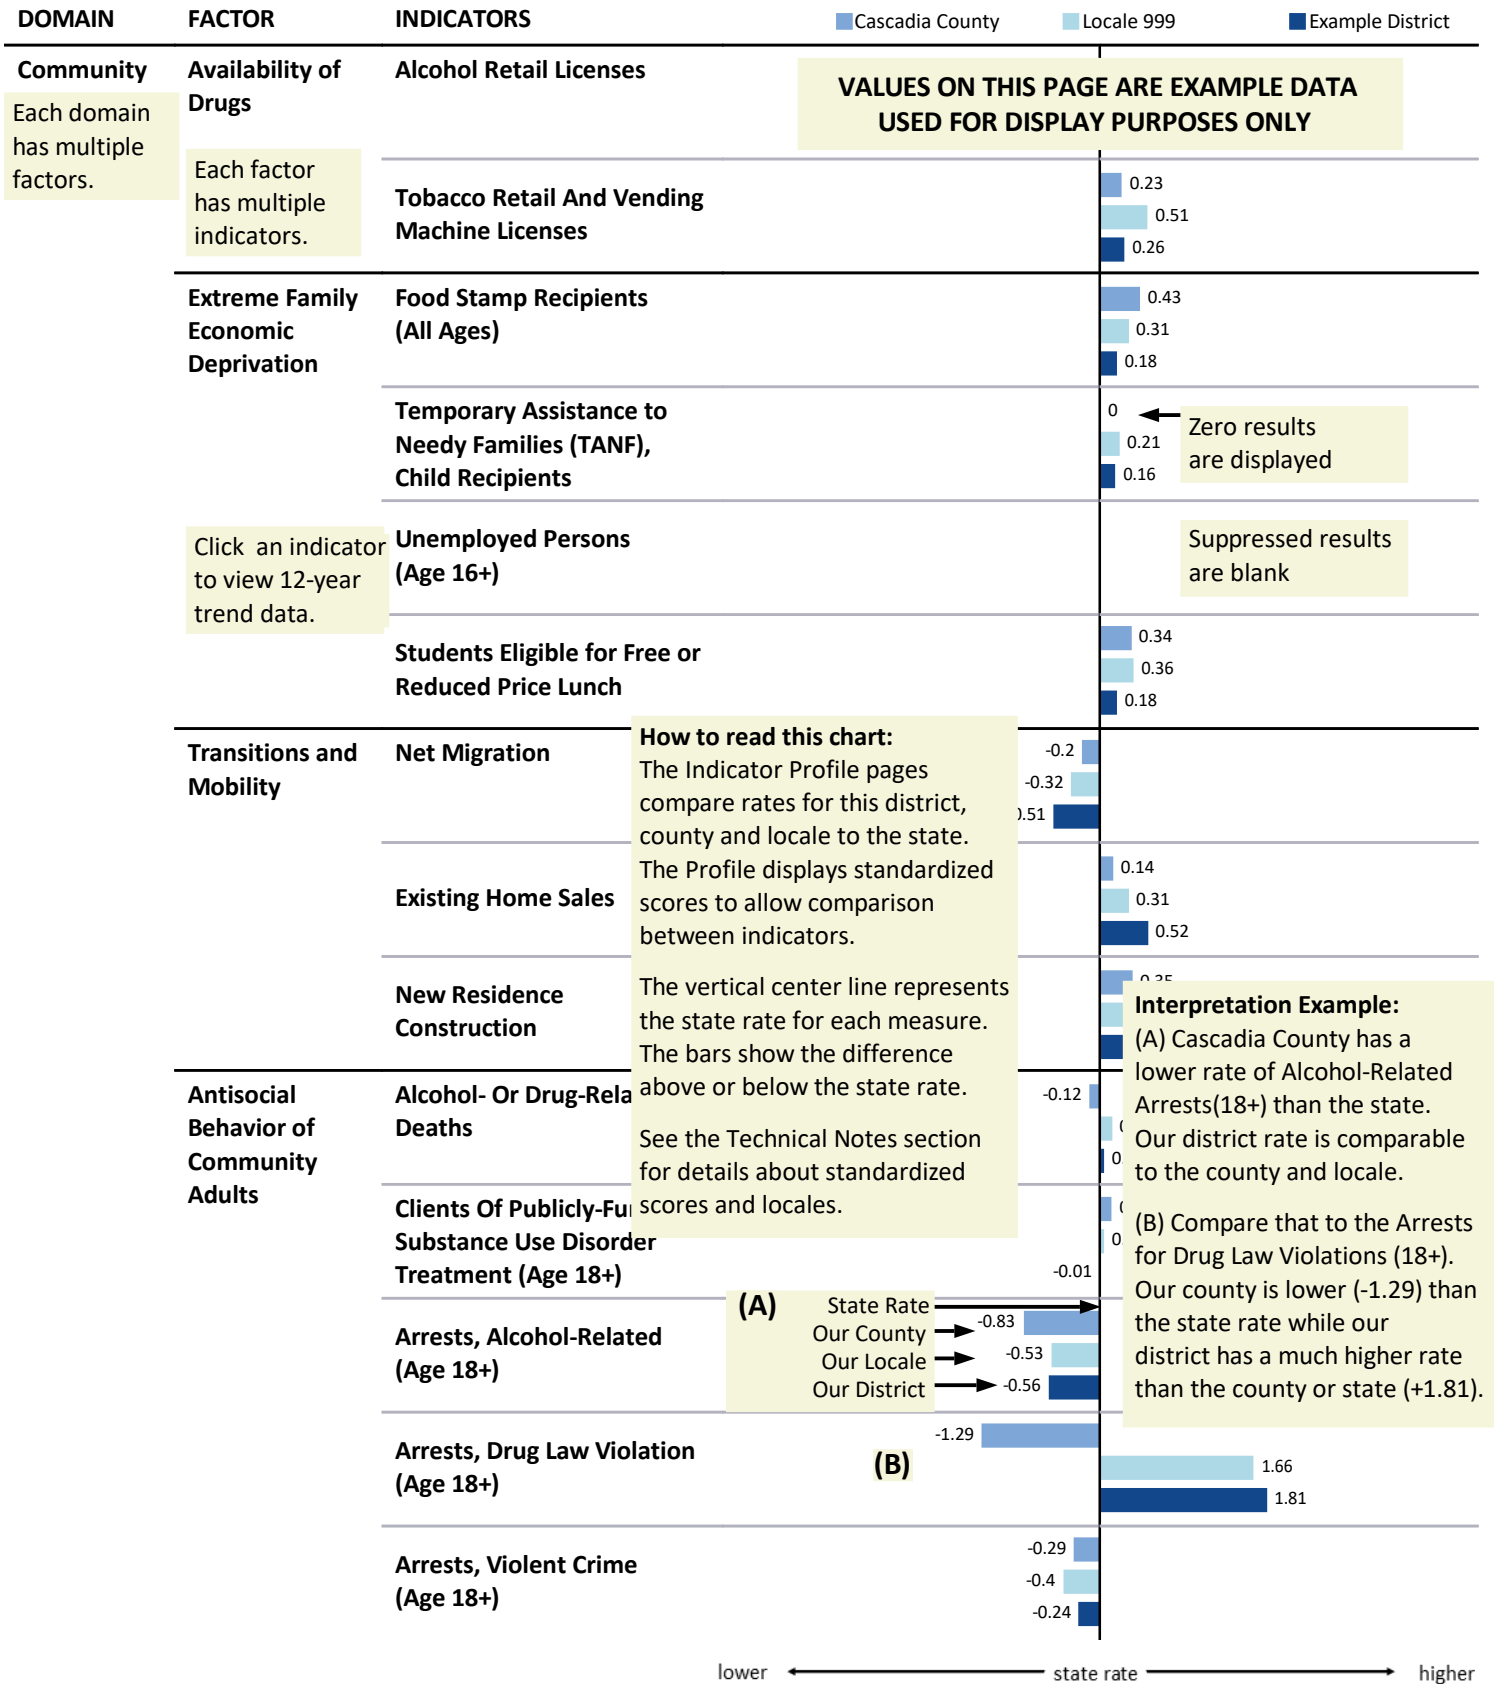 DOMAIN FACTOR INDICATORS Cascadia County Locale 999 Example District
Community
Each domain
has multiple
factors.
Availability of
Drugs
Each factor
has multiple
indicators.
Alcohol Retail Licenses
VALUES ON THIS PAGE ARE EXAMPLE DATA
USED FOR DISPLAY PURPOSES ONLY
Tobacco Retail And Vending
Machine Licenses
0.23
0.51
0.26
Extreme Family
Economic
Deprivation
Food Stamp Recipients
(All Ages)
0.43
0.31
0.18
Temporary Assistance to
Needy Families (TANF),
Child Recipients
0
0.21
0.16
Zero results
are displayed
Click an indicator
to view 12-year
trend data.
Unemployed Persons
(Age 16+)
Suppressed results
are blank
Students Eligible for Free or
Reduced Price Lunch
0.34
0.36
0.18
Transitions and
Mobility
Net Migration
-0.2
-0.32
.51
How to read this chart:
The Indicator Profile pages
compare rates for this district,
county and locale to the state.
The Profile displays standardized
scores to allow comparison
between indicators.
The vertical center line represents
the state rate for each measure.
The bars show the difference
above or below the state rate.
See the Technical Notes section
for details about standardized
scores and locales.
Existing Home Sales
0.14
0.31
0.52
New Residence
Construction
Interpretation Example:
(A) Cascadia County has a
lower rate of Alcohol-Related
Arrests(18+) than the state.
Our district rate is comparable
to the county and locale.
(B) Compare that to the Arrests
for Drug Law Violations (18+).
Our county is lower (-1.29) than
the state rate while our
district has a much higher rate
than the county or state (+1.81).
Antisocial
Behavior of
Community
Adults
Alcohol- Or Drug-Rela
Deaths
-0.12
Clients Of Publicly-Fu
Substance Use Disorder
Treatment (Age 18+)
-0.01
Arrests, Alcohol-Related
(Age 18+)
(A) State Rate
Our County -0.83
Our Locale -0.53
Our District -0.56
Arrests, Drug Law Violation
(Age 18+)
(B)
-1.29
1.66
1.81
Arrests, Violent Crime
(Age 18+)
-0.29
-0.4
-0.24
lower state rate higher